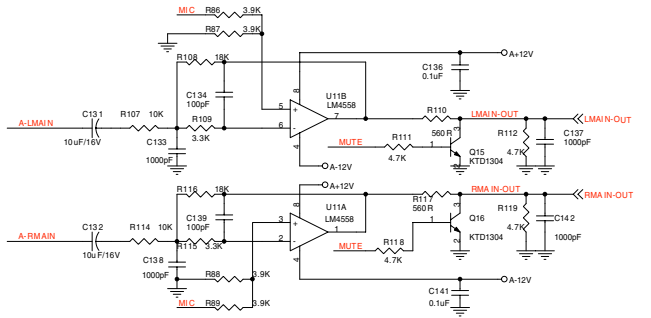 MIC R86 3.9K
R87 3.9K
R108 18K
A+12V
C136
0.1uF
C134
100pF
8
U11B
LM4558
5 +
7
6 -
A-LMAIN
C131
10uF/16V
R107 10K
R109
3.3K
C133
1000pF
4
A-12V
R110
560R
LMAIN-OUT
LMAIN-OUT
MUTE
R111
4.7K
1
3
2
Q15
KTD1304
R112
4.7K
C137
1000pF
R116 18K
A+12V
8
U11A
LM4558
C139
100pF
3 +
1
2 -
4
A-RMAIN
C132
10uF/16V
R114 10K
R115 3.3K
C138
1000pF
R88 3.9K
MIC R89 3.9K
R117
560R
RMAIN-OUT
RMAIN-OUT
MUTE
R118
4.7K
1
3
2
Q16
KTD1304
R119
4.7K
C142
1000pF
A-12V
C141
0.1uF